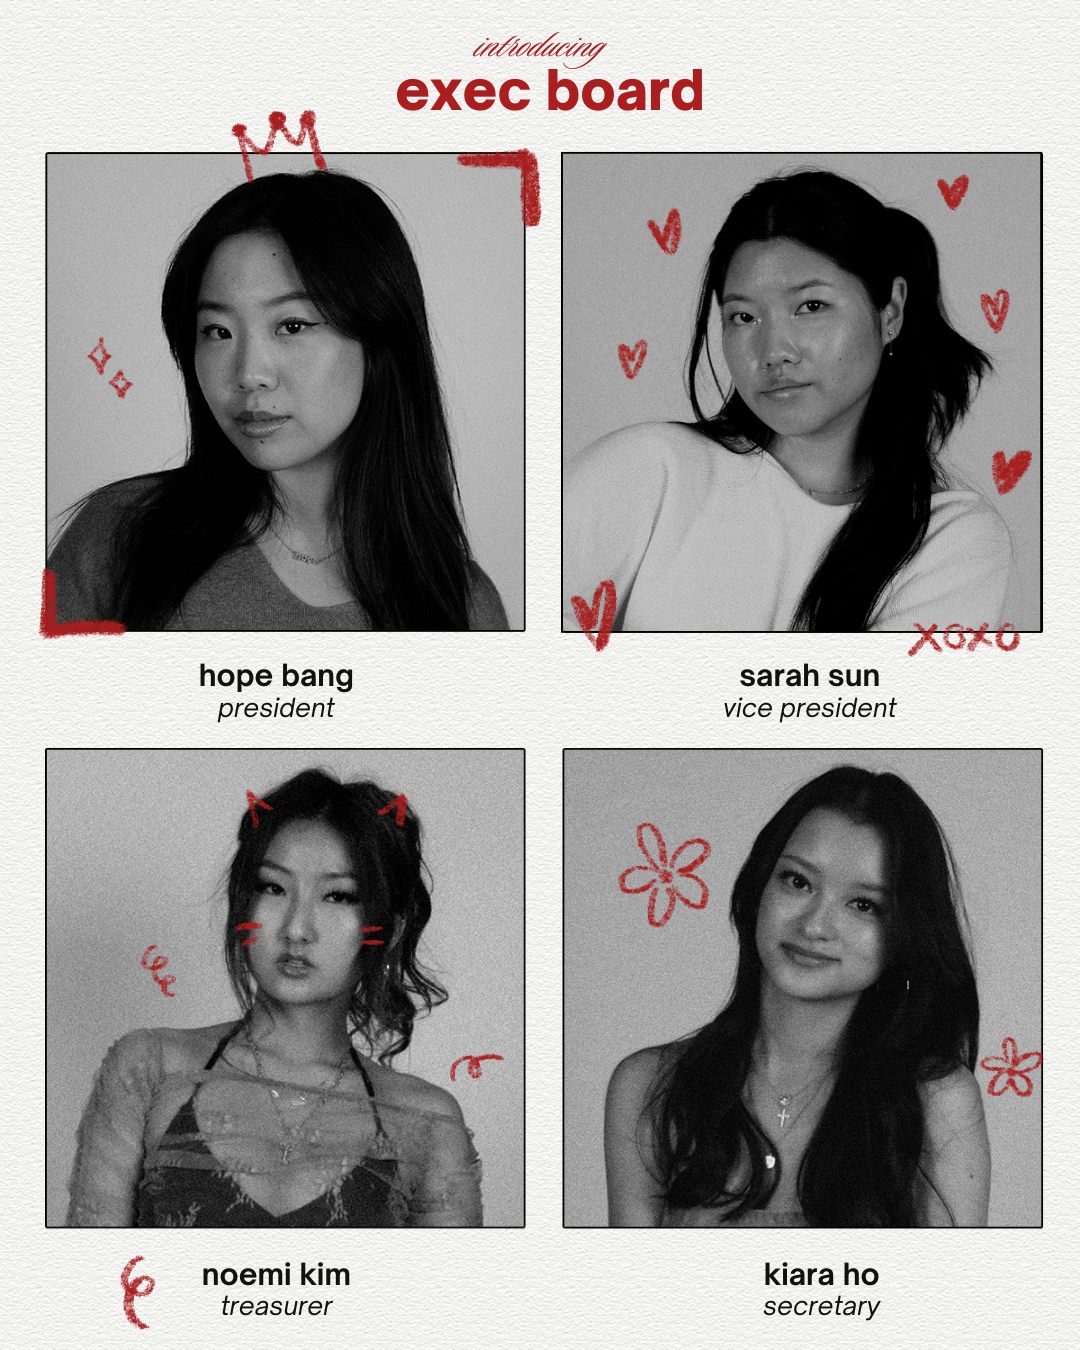 introducing
exec board
xoxo
hope bang
president
sarah sun
vice president
noemi kim
treasurer
kiara ho
secretary